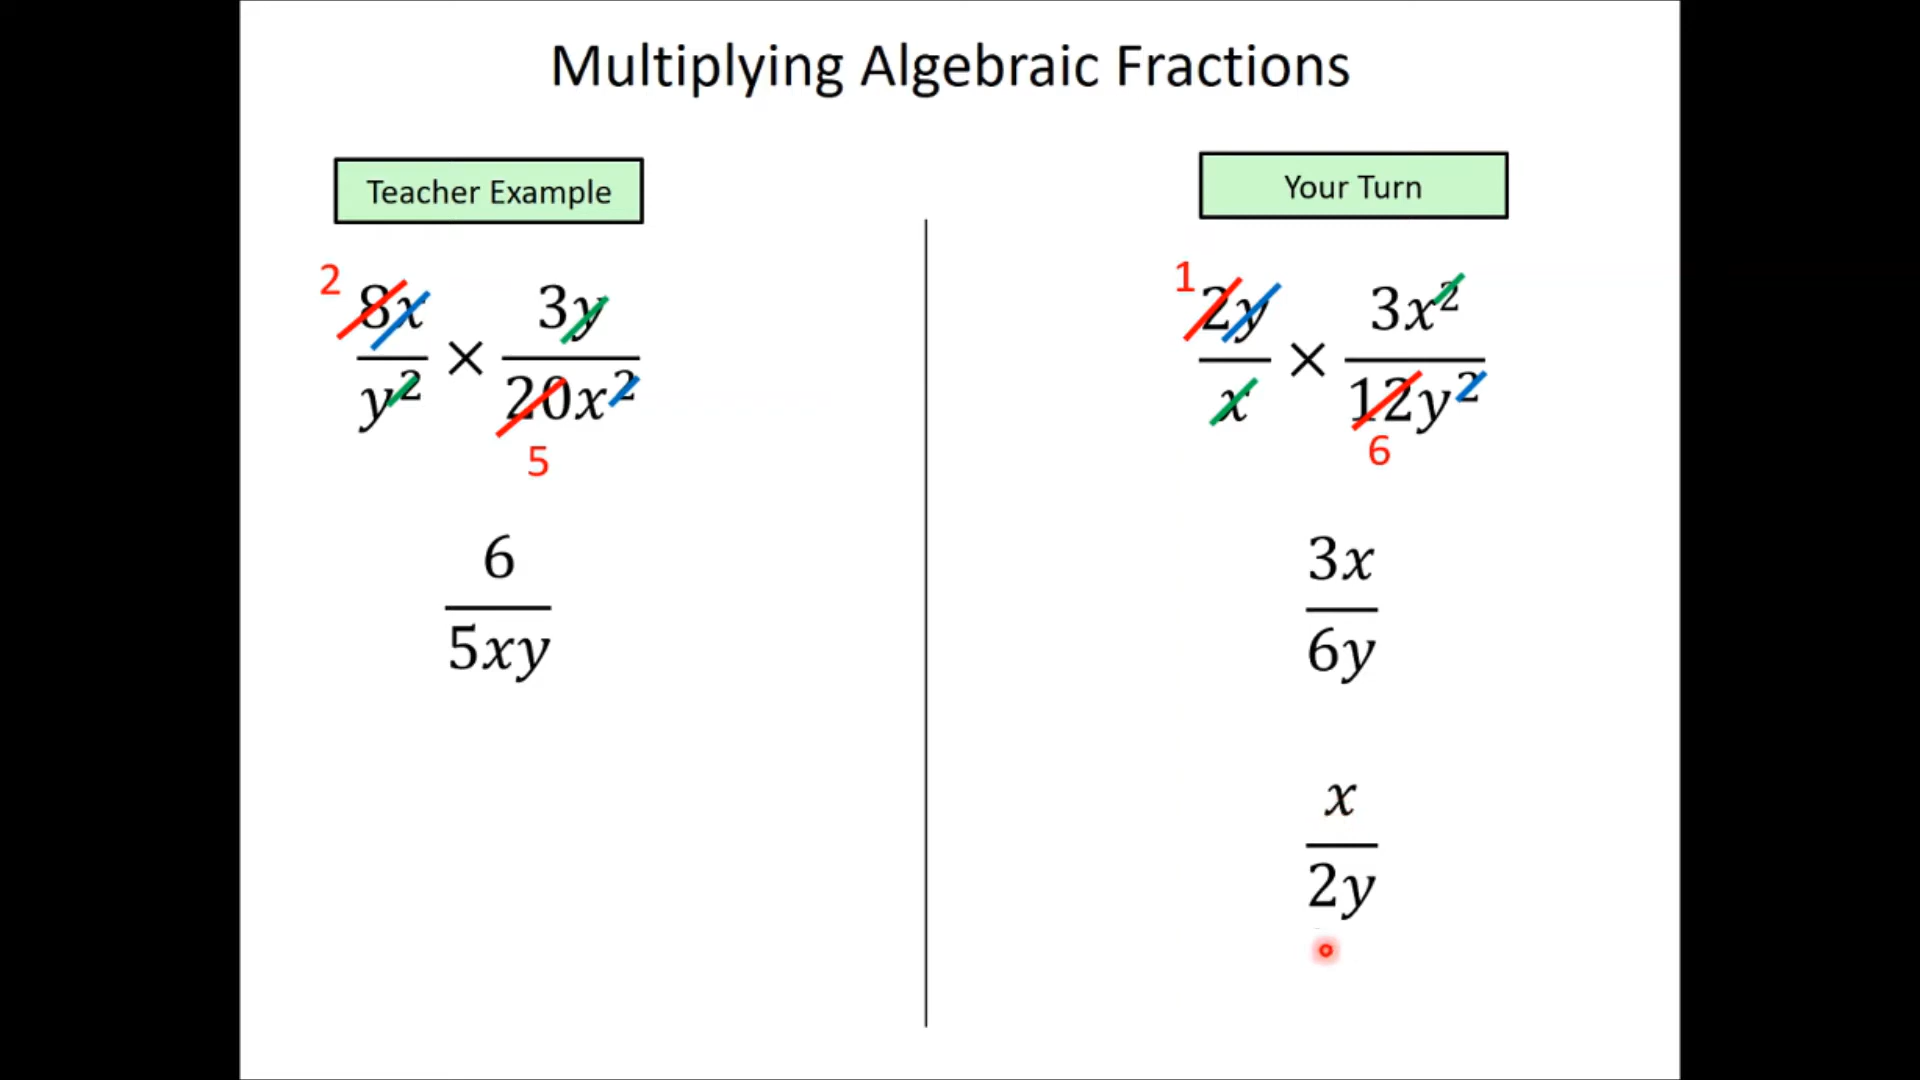 Multiplying Algebraic Fractions
Teacher Example
2
8x 3y
× 
y² 20x²
5
6
5xy
Your Turn
1
2y 3x²
×
x 12y²
6
3x
6y
x
2y